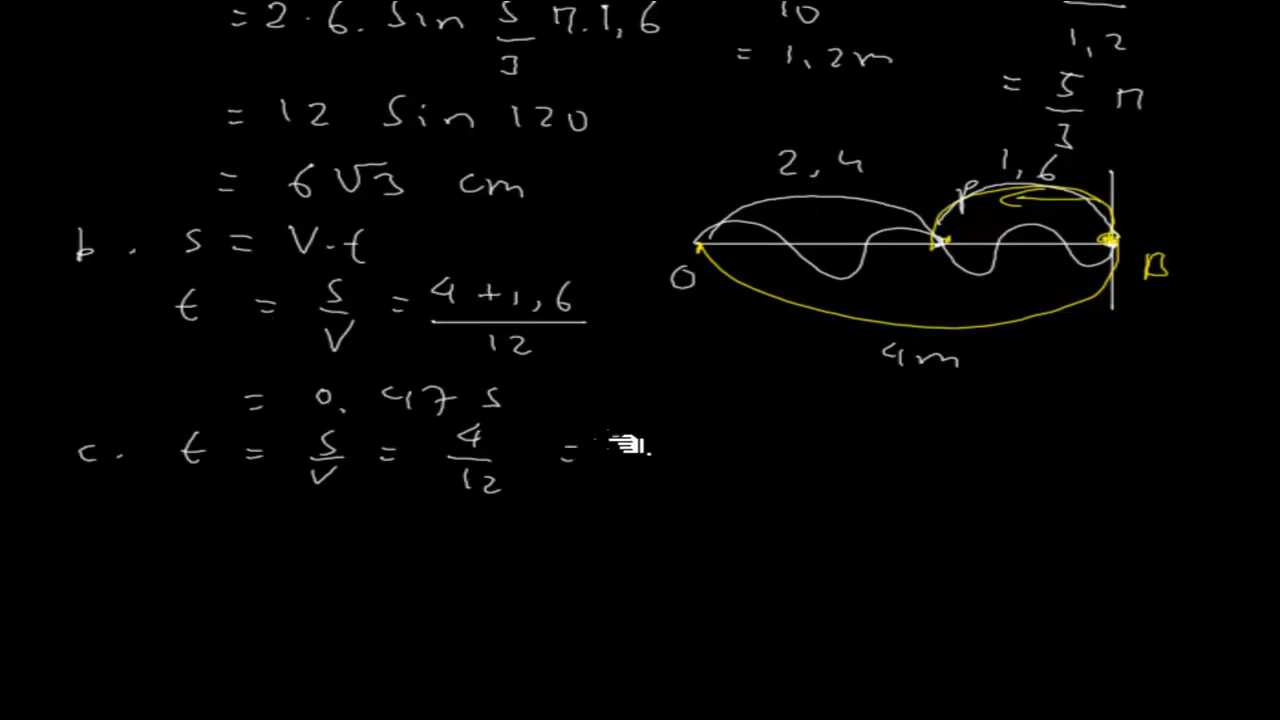 = 2 . 6 . Sin 5/3 π . 1,6
= 12 Sin 120
= 6√3 cm
b . s = V . t
t = s/v = 4 + 1,6 / 12
= 0.47 s
c . t = s/v = 4/12 =
10
= 1,2 m
1,2
= 5/3 π
2,4
1,6
P
O
B
4m